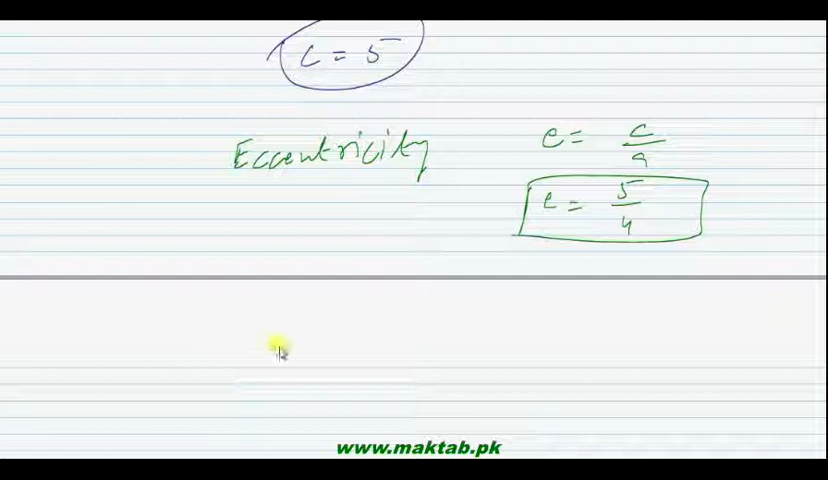 c = 5
Eccentricity e = c/a
e = 5/4
www.maktab.pk